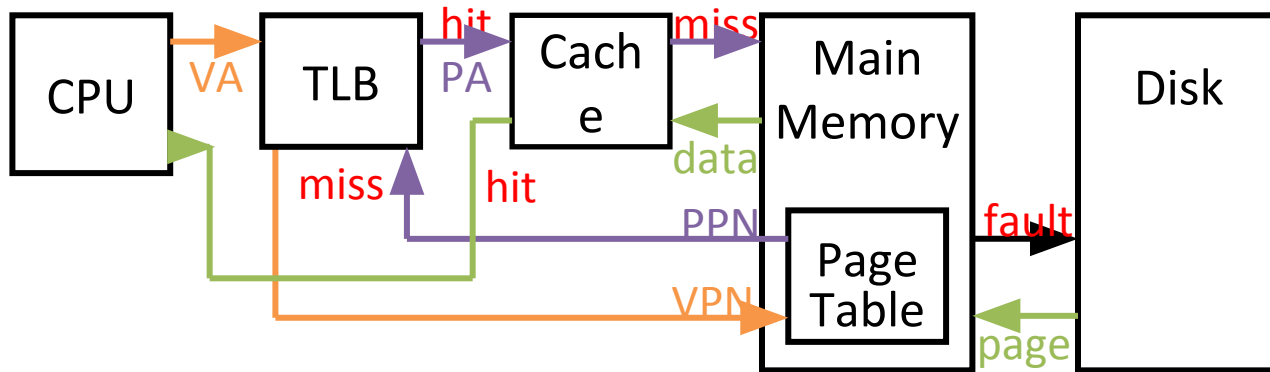 CPU
VA
TLB
hit
PA
Cach
e
miss
data
Main
Memory
Disk
miss
hit
PPN
VPN
Page
Table
fault
page